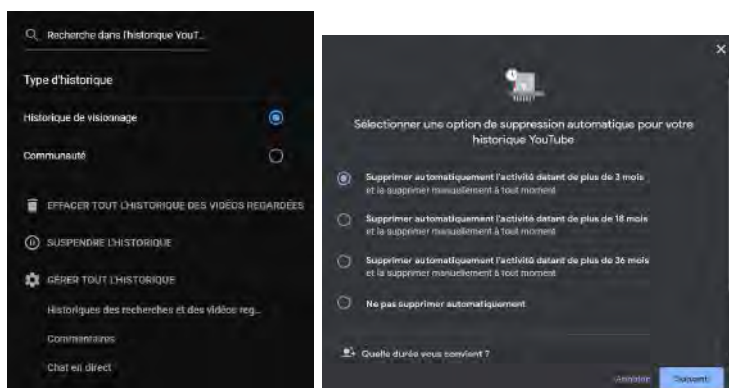 Recherche dans l'historique YouT...
Type d'historique
Historique de visionnage
Communauté
EFFACER TOUT L'HISTORIQUE DES VIDÉOS REGARDÉES
SUSPENDRE L'HISTORIQUE
GÉRER TOUT L'HISTORIQUE
Historiques des recherches et des vidéos reg...
Commentaires
Chat en direct
Sélectionner une option de suppression automatique pour votre
historique YouTube
Supprimer automatiquement l'activité datant de plus de 3 mois
et la supprimer manuellement à tout moment
Supprimer automatiquement l'activité datant de plus de 18 mois
et la supprimer manuellement à tout moment
Supprimer automatiquement l'activité datant de plus de 36 mois
et la supprimer manuellement à tout moment
Ne pas supprimer automatiquement
Quelle durée vous convient ?
Annuler Suivant